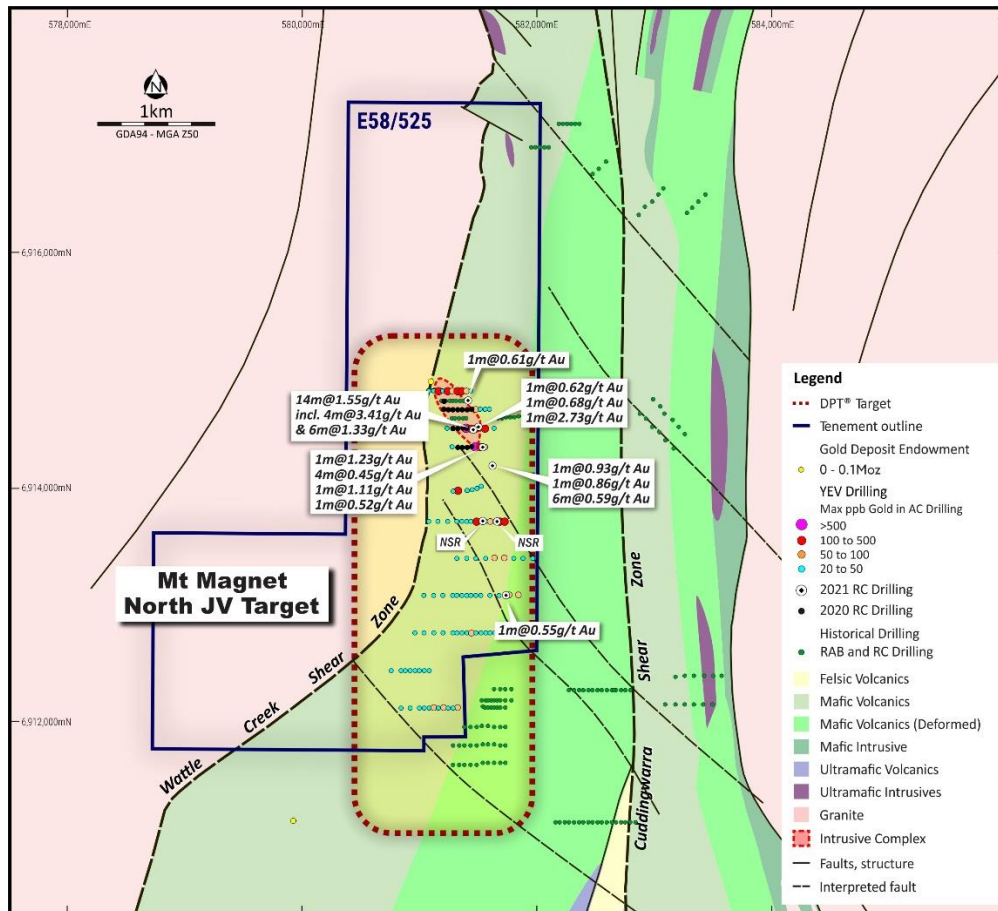 578,000mE
580,000mE
582,000mE
584,000mE
N
1km
GDA94 - MGA Z50
E58/525
6,916,000mN
6,914,000mN
6,912,000mN
1m@0.61g/t Au
14m@1.55g/t Au
incl. 4m@3.41g/t Au
& 6m@1.33g/t Au
1m@0.62g/t Au
1m@0.68g/t Au
1m@2.73g/t Au
1m@1.23g/t Au
4m@0.45g/t Au
1m@1.11g/t Au
1m@0.52g/t Au
1m@0.93g/t Au
1m@0.86g/t Au
6m@0.59g/t Au
NSR
NSR
1m@0.55g/t Au
Mt Magnet
North JV Target
Wattle Creek Shear Zone
Cuddingwarra Shear Zone
Legend
DPT® Target
Tenement outline
Gold Deposit Endowment
0 - 0.1Moz
YEV Drilling
Max ppb Gold in AC Drilling
>500
100 to 500
50 to 100
20 to 50
2021 RC Drilling
2020 RC Drilling
Historical Drilling
RAB and RC Drilling
Felsic Volcanics
Mafic Volcanics
Mafic Volcanics (Deformed)
Mafic Intrusive
Ultramafic Volcanics
Ultramafic Intrusives
Granite
Intrusive Complex
Faults, structure
Interpreted fault